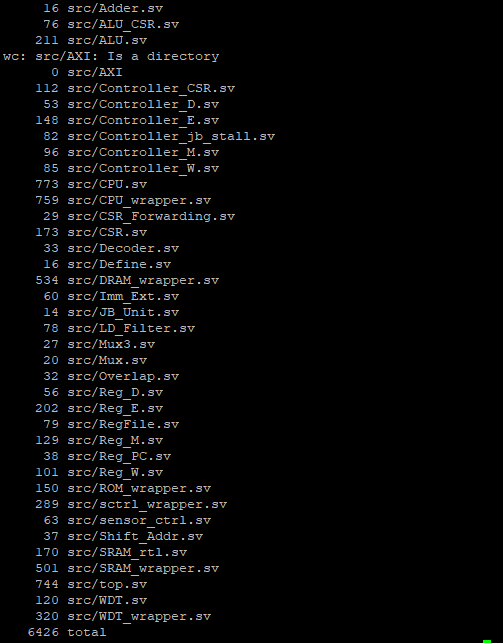 16 src/Adder.sv
76 src/ALU_CSR.sv
211 src/ALU.sv
wc: src/AXI: Is a directory
0 src/AXI
112 src/Controller_CSR.sv
53 src/Controller_D.sv
148 src/Controller_E.sv
82 src/Controller_jb_stall.sv
96 src/Controller_M.sv
85 src/Controller_W.sv
773 src/CPU.sv
759 src/CPU_wrapper.sv
29 src/CSR_Forwarding.sv
173 src/CSR.sv
33 src/Decoder.sv
16 src/Define.sv
534 src/DRAM_wrapper.sv
60 src/Imm_Ext.sv
14 src/JB_Unit.sv
78 src/LD_Filter.sv
27 src/Mux3.sv
20 src/Mux.sv
32 src/Overlap.sv
56 src/Reg_D.sv
202 src/Reg_E.sv
79 src/RegFile.sv
129 src/Reg_M.sv
38 src/Reg_PC.sv
101 src/Reg_W.sv
150 src/ROM_wrapper.sv
289 src/sctrl_wrapper.sv
63 src/sensor_ctrl.sv
37 src/Shift_Addr.sv
170 src/SRAM_rtl.sv
501 src/SRAM_wrapper.sv
744 src/top.sv
120 src/WDT.sv
320 src/WDT_wrapper.sv
6426 total